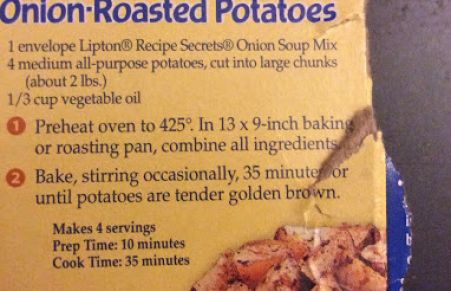 Onion-Roasted Potatoes
1 envelope Lipton® Recipe Secrets® Onion Soup Mix
4 medium all-purpose potatoes, cut into large chunks
(about 2 lbs.)
1/3 cup vegetable oil
1 Preheat oven to 425°. In 13 x 9-inch baking
or roasting pan, combine all ingredients.
2 Bake, stirring occasionally, 35 minutes or
until potatoes are tender golden brown.
Makes 4 servings
Prep Time: 10 minutes
Cook Time: 35 minutes